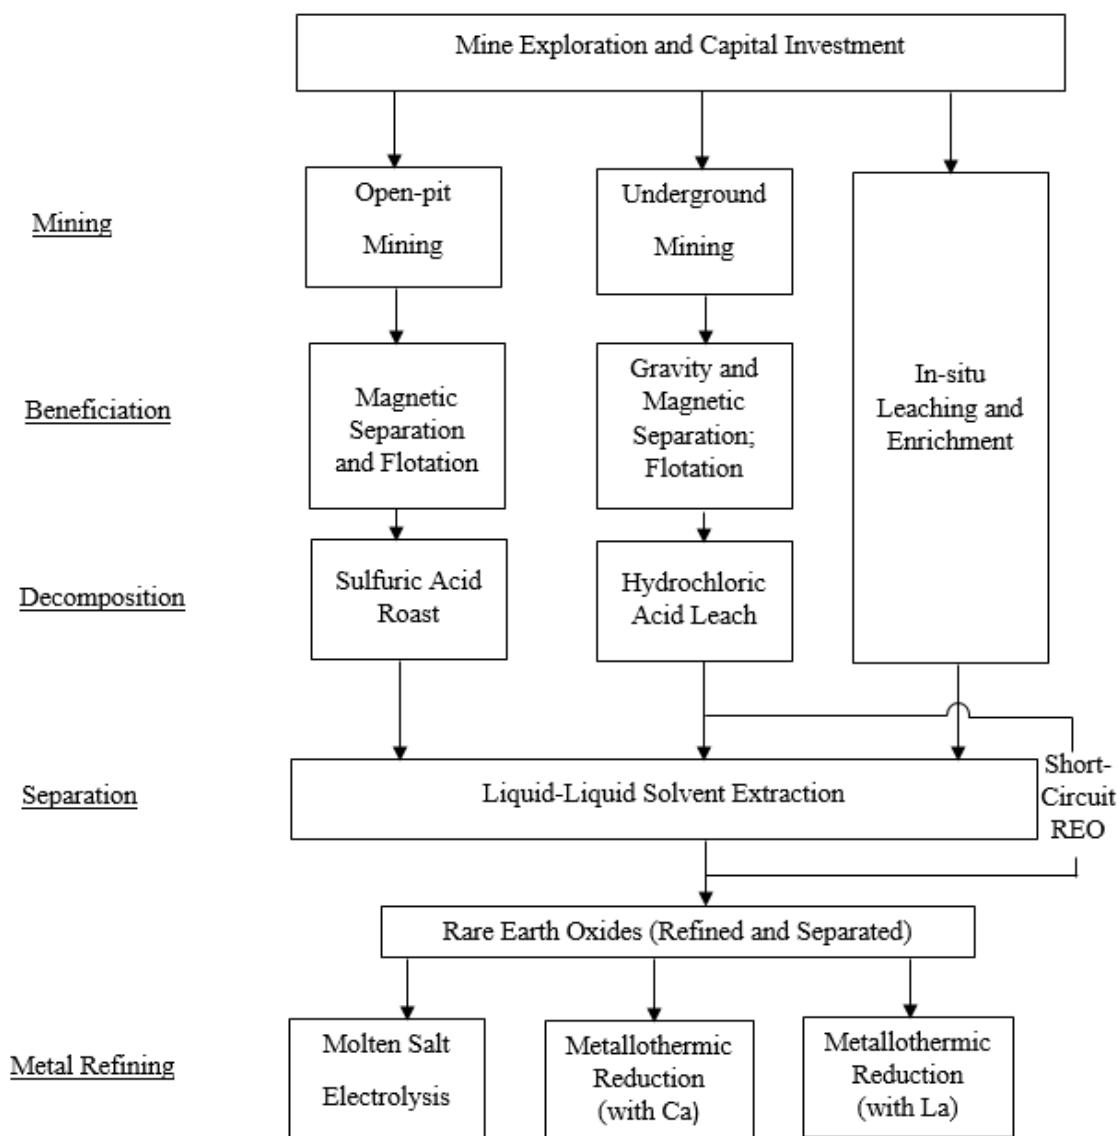 Mine Exploration and Capital Investment
Mining
Open-pit
Mining
Underground
Mining
In-situ
Leaching and
Enrichment
Beneficiation
Magnetic
Separation
and Flotation
Gravity and
Magnetic
Separation;
Flotation
Decomposition
Sulfuric Acid
Roast
Hydrochloric
Acid Leach
Separation
Liquid-Liquid Solvent Extraction
Short-
Circuit
REO
Rare Earth Oxides (Refined and Separated)
Metal Refining
Molten Salt
Electrolysis
Metallothermic
Reduction
(with Ca)
Metallothermic
Reduction
(with La)